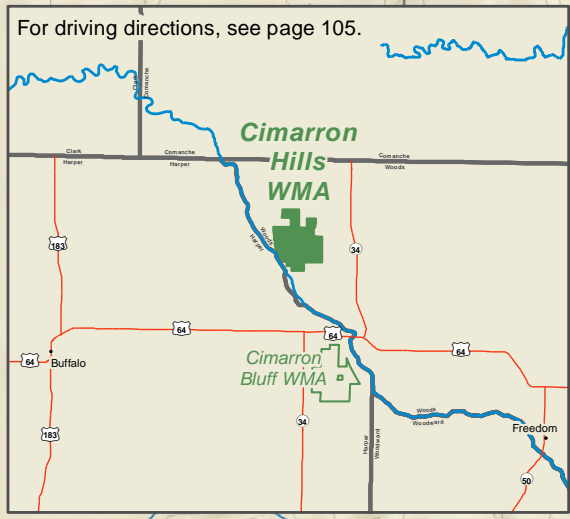 For driving directions, see page 105.
Clark
Comanche
Cimarron
Hills
WMA
Clark
Harper
Comanche
Harper
Comanche
Woods
Woods
Harper
183
34
64
64
64
64
Buffalo
Cimarron
Bluff WMA
34
183
Harper
Woodward
Woods
Woodward
Freedom
50